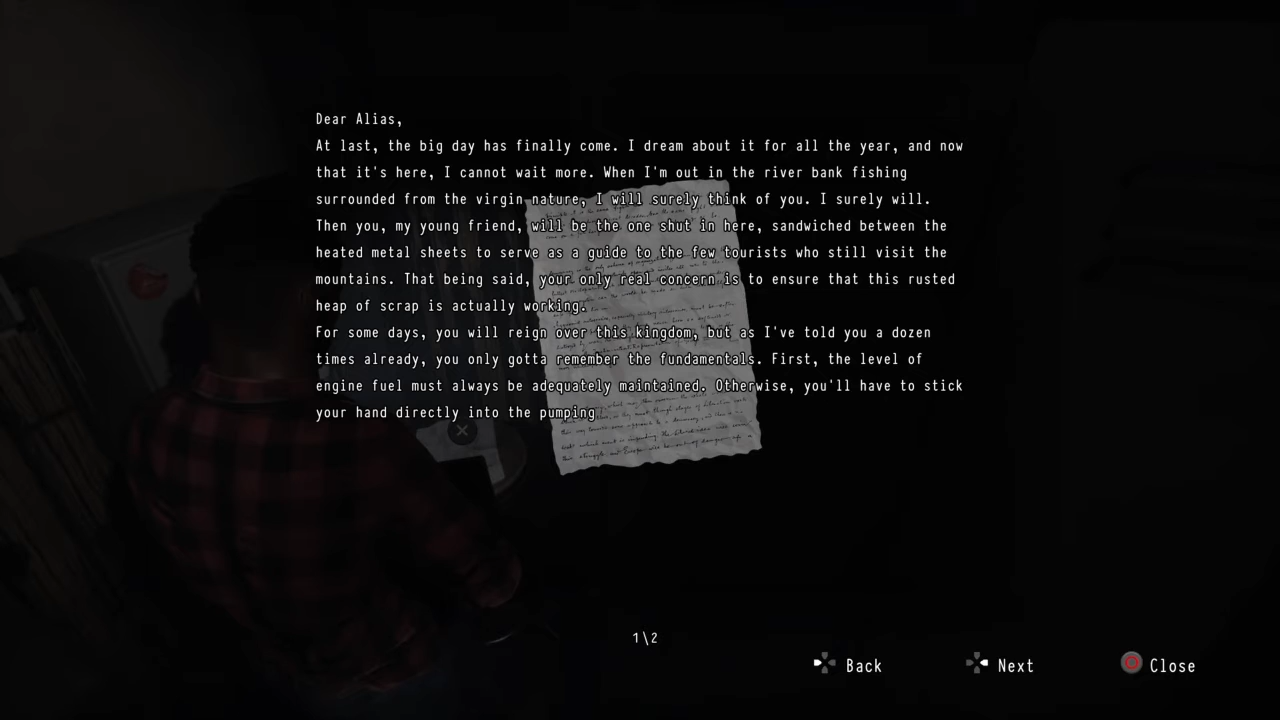 Dear Alias,
At last, the big day has finally come. I dream about it for all the year, and now
that it's here, I cannot wait more. When I'm out in the river bank fishing
surrounded from the virgin nature, I will surely think of you. I surely will.
Then you, my young friend, will be the one shut in here, sandwiched between the
heated metal sheets to serve as a guide to the few tourists who still visit the
mountains. That being said, your only real concern is to ensure that this rusted
heap of scrap is actually working.
For some days, you will reign over this kingdom, but as I've told you a dozen
times already, you only gotta remember the fundamentals. First, the level of
engine fuel must always be adequately maintained. Otherwise, you'll have to stick
your hand directly into the pumping
1\2
Back
Next
Close